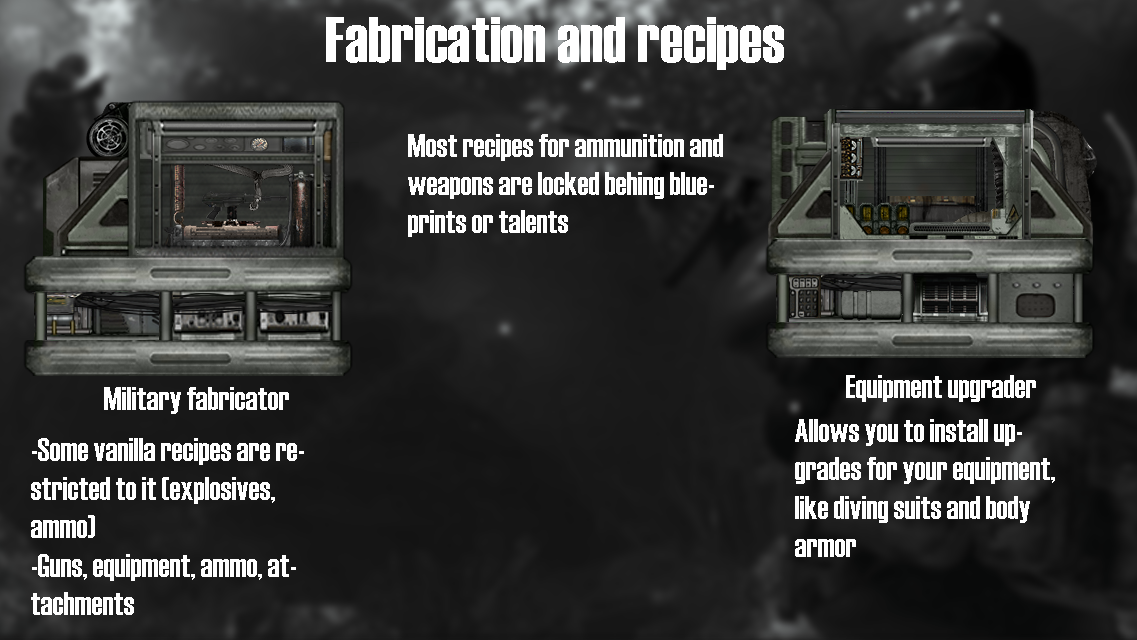 Fabrication and recipes
Most recipes for ammunition and
weapons are locked behing blue-
prints or talents
Military fabricator
-Some vanilla recipes are re-
stricted to it (explosives,
ammo)
-Guns, equipment, ammo, at-
tachments
Equipment upgrader
Allows you to install up-
grades for your equipment,
like diving suits and body
armor